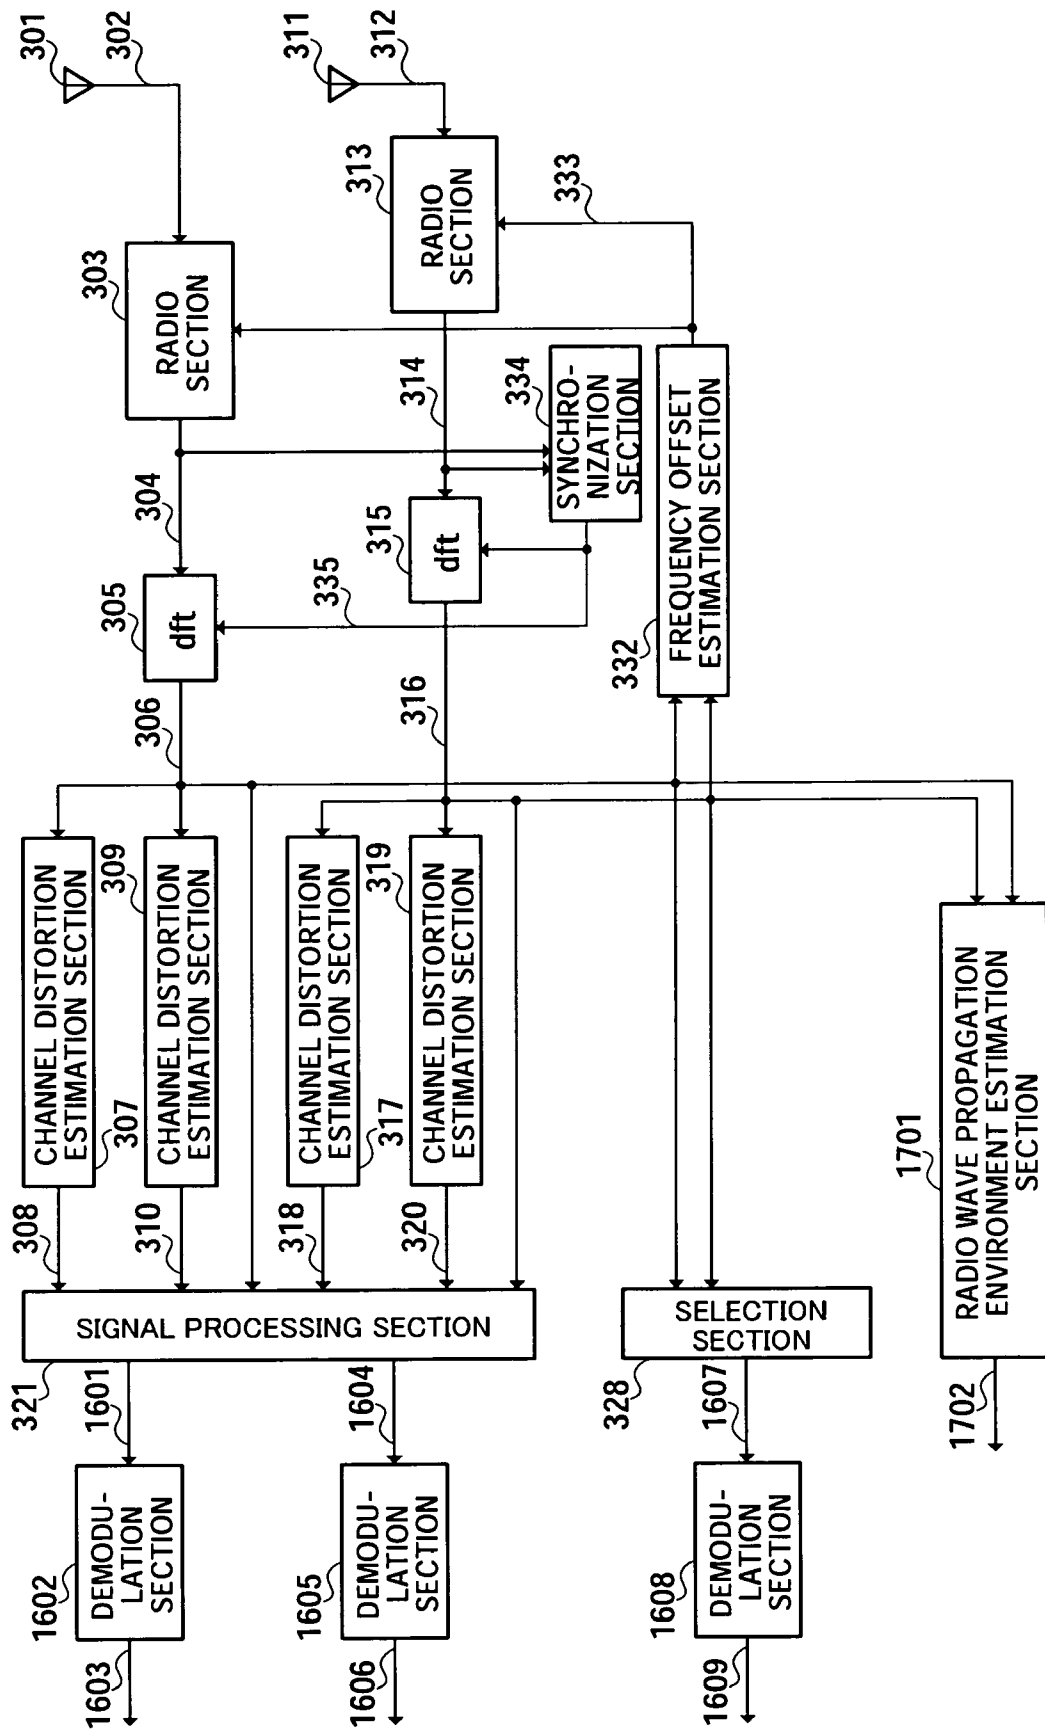 301
302
303
RADIO
SECTION
304
305
dft
306
CHANNEL DISTORTION
ESTIMATION SECTION
307
308
309
CHANNEL DISTORTION
ESTIMATION SECTION
310
311
312
313
RADIO
SECTION
333
314
315
dft
335
316
CHANNEL DISTORTION
ESTIMATION SECTION
317
318
319
CHANNEL DISTORTION
ESTIMATION SECTION
320
334
SYNCHRO-
NIZATION
SECTION
332
FREQUENCY OFFSET
ESTIMATION SECTION
SIGNAL PROCESSING SECTION
321
1601
1602
DEMODU-
LATION
SECTION
1603
1604
1605
DEMODU-
LATION
SECTION
1606
SELECTION
SECTION
328
1607
1608
DEMODU-
LATION
SECTION
1609
1701
RADIO WAVE PROPAGATION
ENVIRONMENT ESTIMATION
SECTION
1702